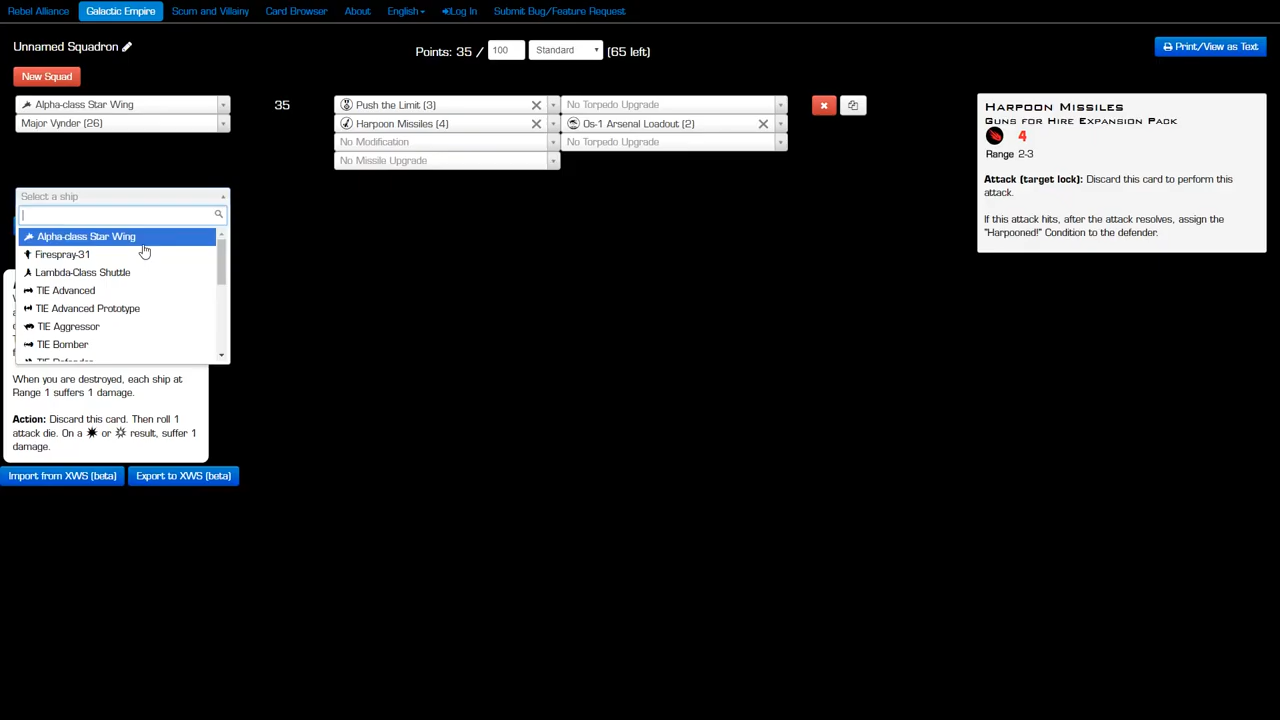 Rebel Alliance Galactic Empire Scum and Villainy Card Browser About English Log In Submit Bug/Feature Request
Unnamed Squadron
Points: 35 / 100 Standard (65 left)
Print/View as Text
New Squad
Alpha-class Star Wing 35 Push the Limit (3) No Torpedo Upgrade
Major Vynder (26) Harpoon Missiles (4) Os-1 Arsenal Loadout (2)
No Modification No Torpedo Upgrade
No Missile Upgrade
Harpoon Missiles
Guns for Hire Expansion Pack
4
Range 2-3
Attack (target lock): Discard this card to perform this
attack.
If this attack hits, after the attack resolves, assign the
"Harpooned!" Condition to the defender.
Select a ship
Alpha-class Star Wing
Firespray-31
Lambda-Class Shuttle
TIE Advanced
TIE Advanced Prototype
TIE Aggressor
TIE Bomber
TIE Defender
When you are destroyed, each ship at
Range 1 suffers 1 damage.
Action: Discard this card. Then roll 1
attack die. On a or result, suffer 1
damage.
Import from XWS (beta) Export to XWS (beta)